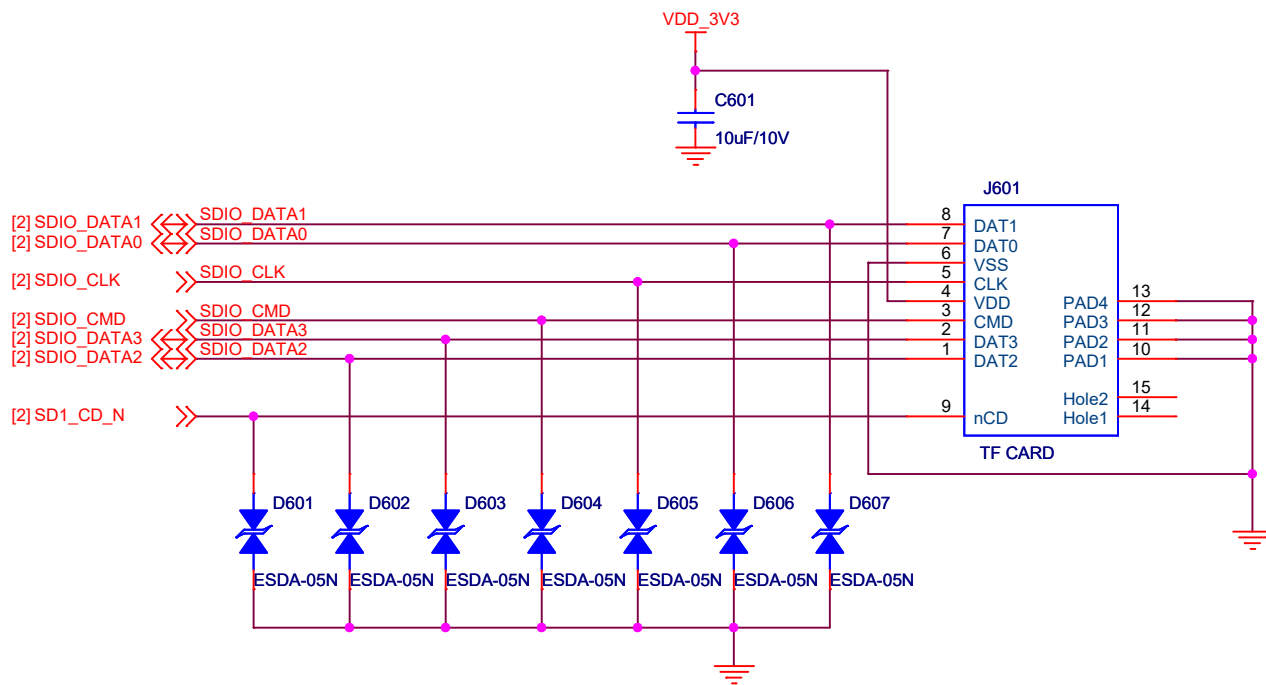 VDD_3V3
C601
10uF/10V
J601
[2] SDIO_DATA1
SDIO_DATA1
8
DAT1
[2] SDIO_DATA0
SDIO_DATA0
7
DAT0
6
VSS
[2] SDIO_CLK
SDIO_CLK
5
CLK
4
VDD
PAD4
13
[2] SDIO_CMD
SDIO_CMD
3
CMD
PAD3
12
[2] SDIO_DATA3
SDIO_DATA3
2
DAT3
PAD2
11
[2] SDIO_DATA2
SDIO_DATA2
1
DAT2
PAD1
10
Hole2
15
[2] SD1_CD_N
9
nCD
Hole1
14
TF CARD
D601
D602
D603
D604
D605
D606
D607
ESDA-05N
ESDA-05N
ESDA-05N
ESDA-05N
ESDA-05N
ESDA-05N
ESDA-05N